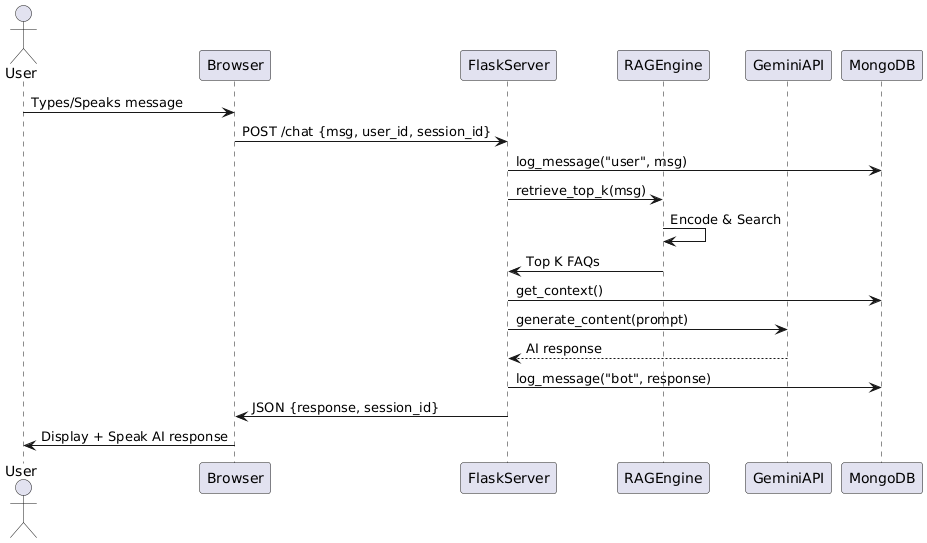 User
Browser
FlaskServer
RAGEngine
GeminiAPI
MongoDB
Types/Speaks message
POST /chat {msg, user_id, session_id}
log_message("user", msg)
retrieve_top_k(msg)
Encode & Search
Top K FAQs
get_context()
generate_content(prompt)
AI response
log_message("bot", response)
JSON {response, session_id}
Display + Speak AI response
User
Browser
FlaskServer
RAGEngine
GeminiAPI
MongoDB